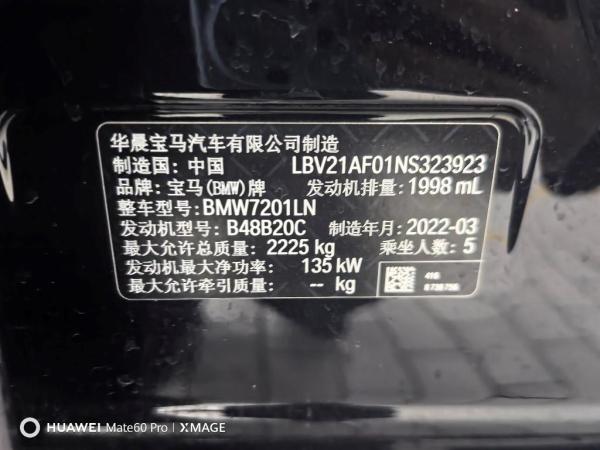 华晨宝马汽车有限公司制造
制造国：中国 LBV21AF01NS323923
品牌：宝马(BMW)牌 发动机排量：1998 mL
整车型号：BMW7201LN
发动机型号：B48B20C 制造年月：2022-03
最大允许总质量：2225 kg 乘坐人数：5
发动机最大净功率： 135 kW
最大允许牵引质量： -- kg
416
8738756
HUAWEI Mate60 Pro | XMAGE